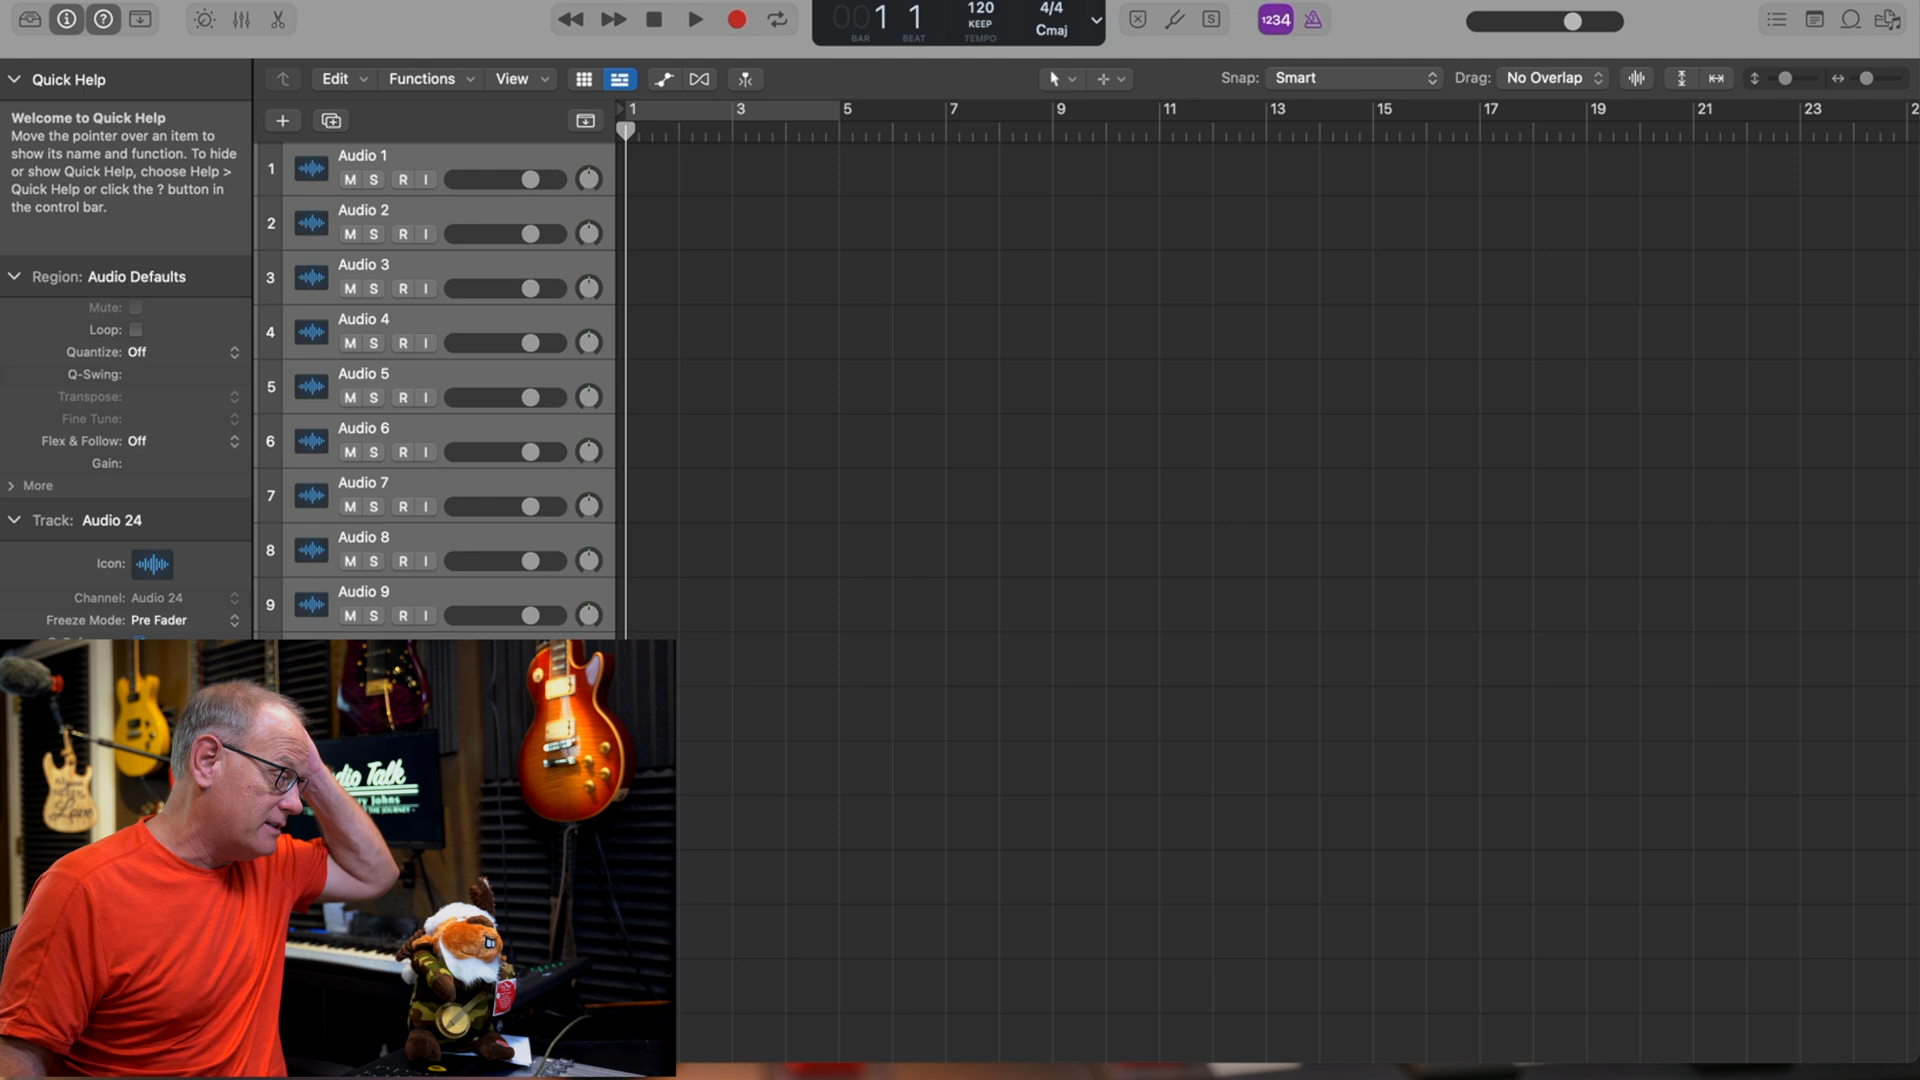 1 1
BAR
BEAT
120
KEEP
TEMPO
4/4
Cmaj
S
1234
Quick Help
Edit
Functions
View
Snap: Smart
Drag: No Overlap
Welcome to Quick Help
Move the pointer over an item to
show its name and function. To hide
or show Quick Help, choose Help >
Quick Help or click the ? button in
the control bar.
1 3 5 7 9 11 13 15 17 19 21 23
1 Audio 1
M S R I
2 Audio 2
M S R I
3 Audio 3
M S R I
4 Audio 4
M S R I
5 Audio 5
M S R I
6 Audio 6
M S R I
7 Audio 7
M S R I
8 Audio 8
M S R I
9 Audio 9
M S R I
Region: Audio Defaults
Mute:
Loop:
Quantize: Off
Q-Swing:
Transpose:
Fine Tune:
Flex & Follow: Off
Gain:
More
Track: Audio 24
Icon:
Channel: Audio 24
Freeze Mode: Pre Fader
dio Talk
Johns
THE JOURNEY
Love